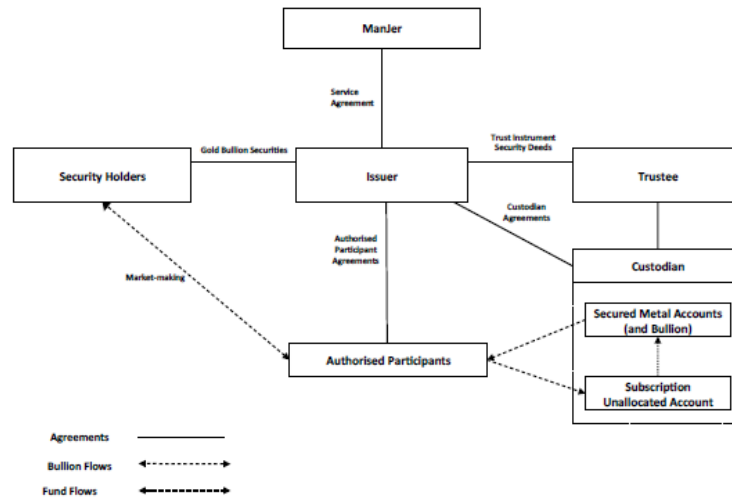 ManJer
Service
Agreement
Gold Bullion Securities
Trust Instrument
Security Deeds
Security Holders
Issuer
Trustee
Custodian
Agreements
Authorised
Participant
Agreements
Custodian
Market-making
Secured Metal Accounts
(and Bullion)
Authorised Participants
Subscription
Unallocated Account
Agreements
Bullion Flows
Fund Flows